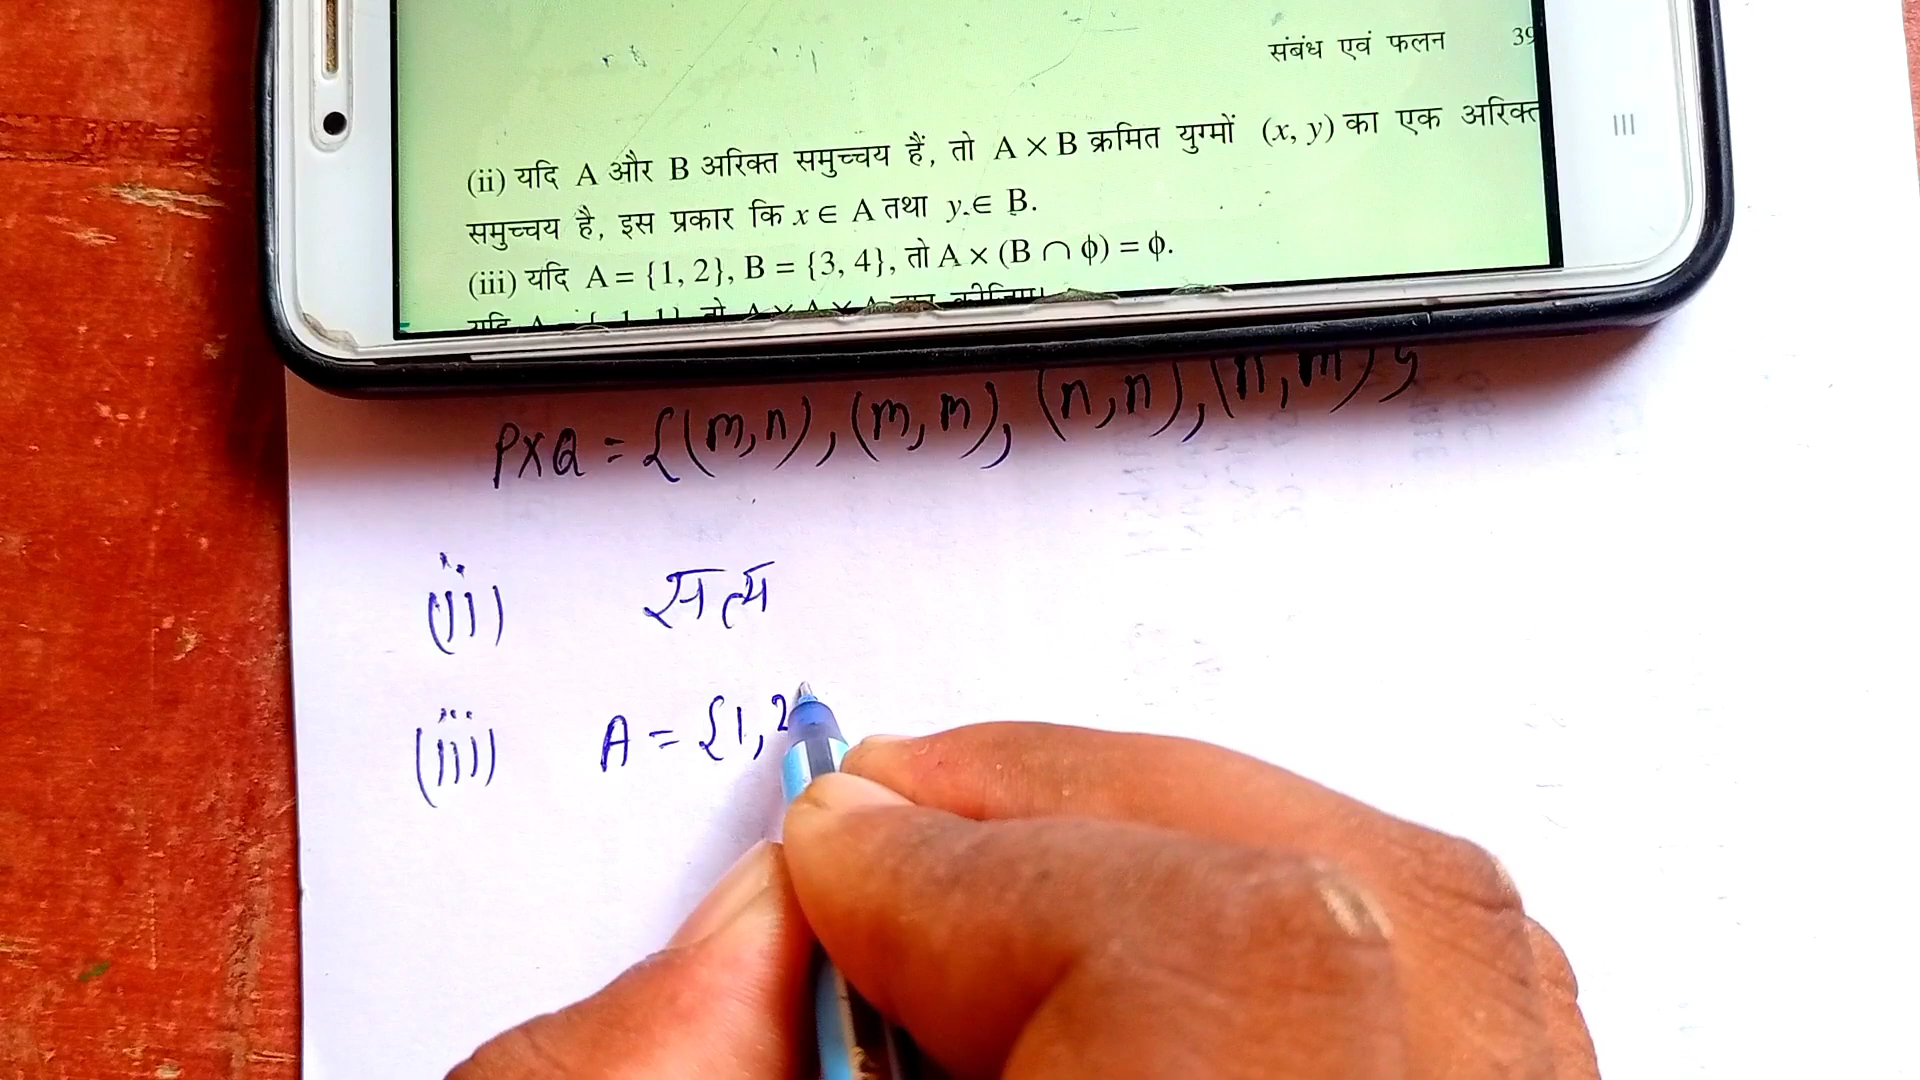 संबंध एवं फलन 39
(ii) यदि A और B अरिक्त समुच्चय हैं, तो A × B क्रमित युग्मों (x, y) का एक अरिक्त
समुच्चय है, इस प्रकार कि x ∈ A तथा y ∈ B.
(iii) यदि A = {1, 2}, B = {3, 4}, तो A × (B ∩ ϕ) = ϕ.
P×Q = {(m,n), (m,m), (n,n), (n,m)}
(ii) सत्य
(iii) A = {1, 2